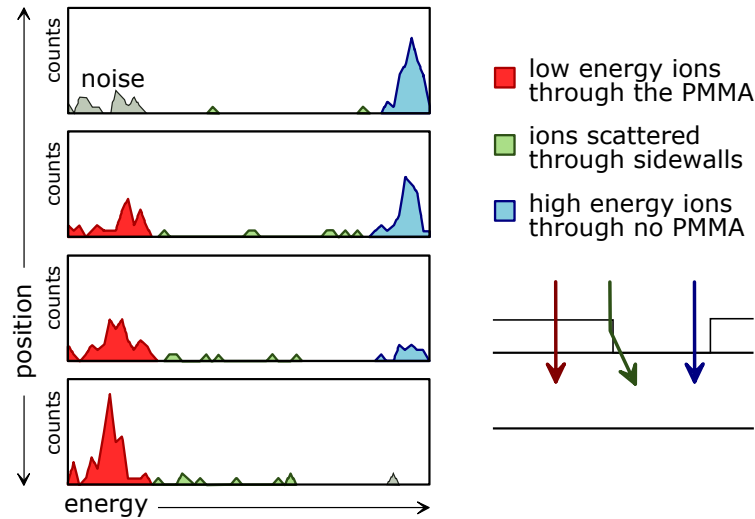 counts
noise
counts
counts
counts
position
energy
low energy ions
through the PMMA
ions scattered
through sidewalls
high energy ions
through no PMMA